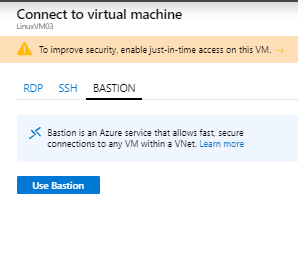 Connect to virtual machine
LinuxVM03
To improve security, enable just-in-time access on this VM. →
RDP SSH BASTION
Bastion is an Azure service that allows fast, secure
connections to any VM within a VNet. Learn more
Use Bastion